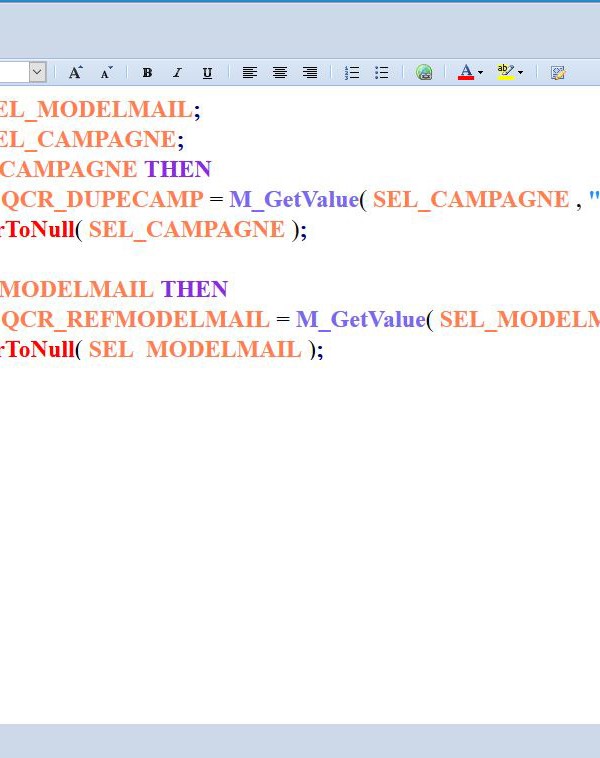 EL_MODELMAIL;
EL_CAMPAGNE;
CAMPAGNE THEN
QCR_DUPECAMP = M_GetValue( SEL_CAMPAGNE , "
rToNull( SEL_CAMPAGNE );
MODELMAIL THEN
QCR_REFMODELMAIL = M_GetValue( SEL_MODELM
rToNull( SEL_MODELMAIL );